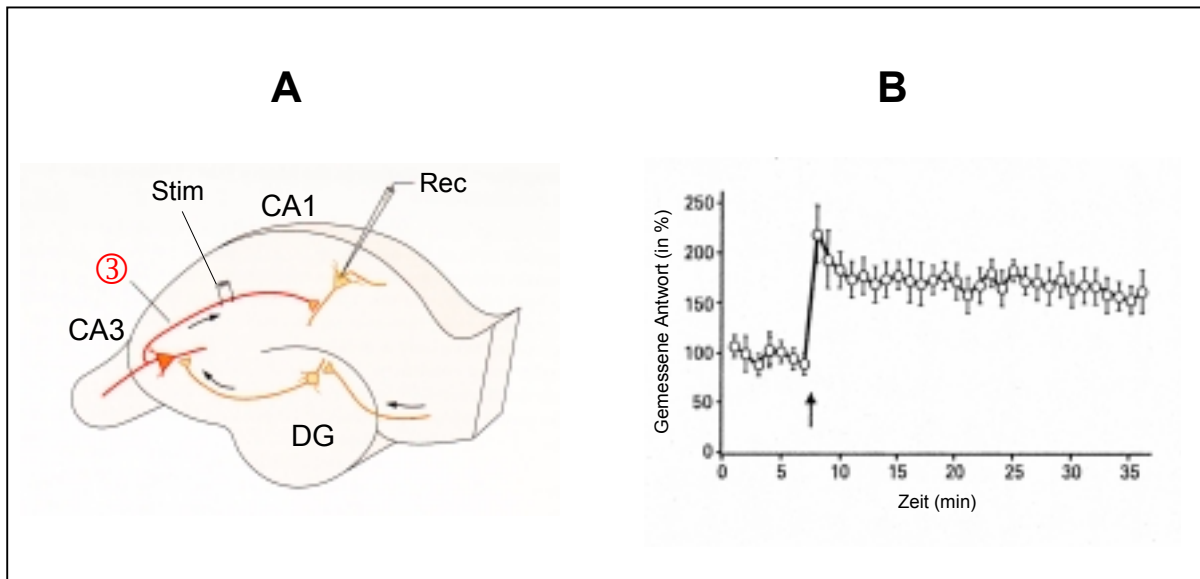 A
B
Stim
Rec
CA1
③
CA3
DG
Gemessene Antwort (in %)
250
200
150
100
50
0
0 5 10 15 20 25 30 35
Zeit (min)